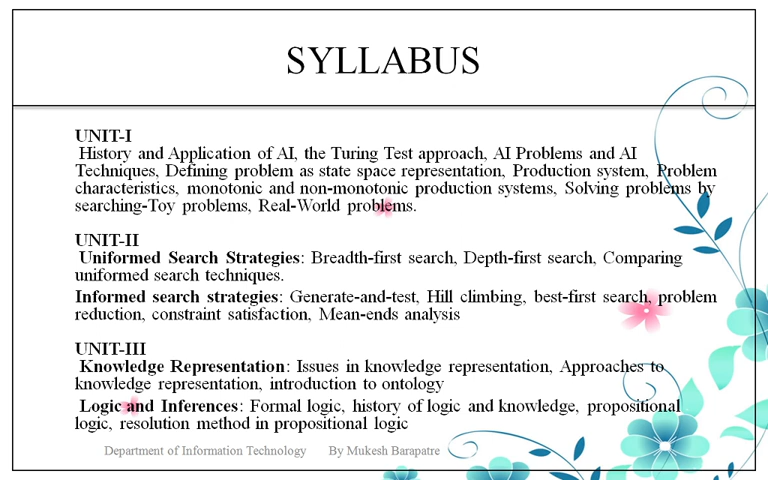 SYLLABUS
UNIT-I
History and Application of AI, the Turing Test approach, AI Problems and AI
Techniques, Defining problem as state space representation, Production system, Problem
characteristics, monotonic and non-monotonic production systems, Solving problems by
searching-Toy problems, Real-World problems.
UNIT-II
Uniformed Search Strategies: Breadth-first search, Depth-first search, Comparing
uniformed search techniques.
Informed search strategies: Generate-and-test, Hill climbing, best-first search, problem
reduction, constraint satisfaction, Mean-ends analysis
UNIT-III
Knowledge Representation: Issues in knowledge representation, Approaches to
knowledge representation, introduction to ontology
Logic and Inferences: Formal logic, history of logic and knowledge, propositional
logic, resolution method in propositional logic
Department of Information Technology By Mukesh Barapatre